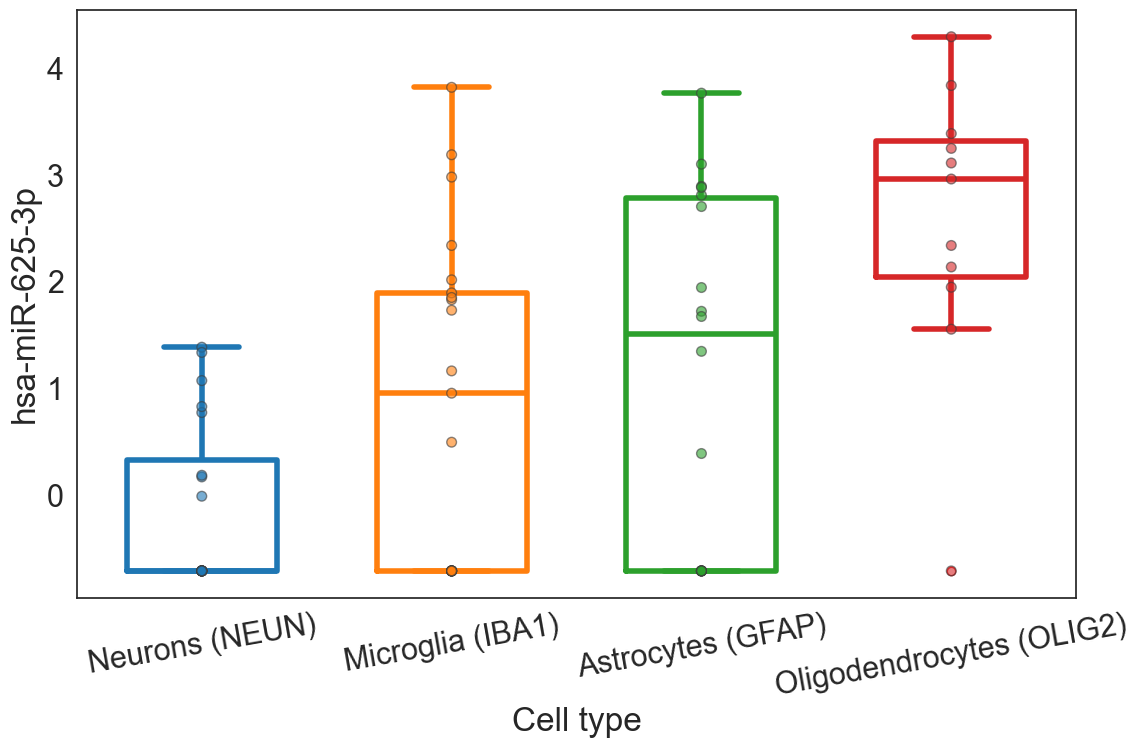 hsa-miR-625-3p
4
3
2
1
0
Neurons (NEUN)
Microglia (IBA1)
Astrocytes (GFAP)
Oligodendrocytes (OLIG2)
Cell type